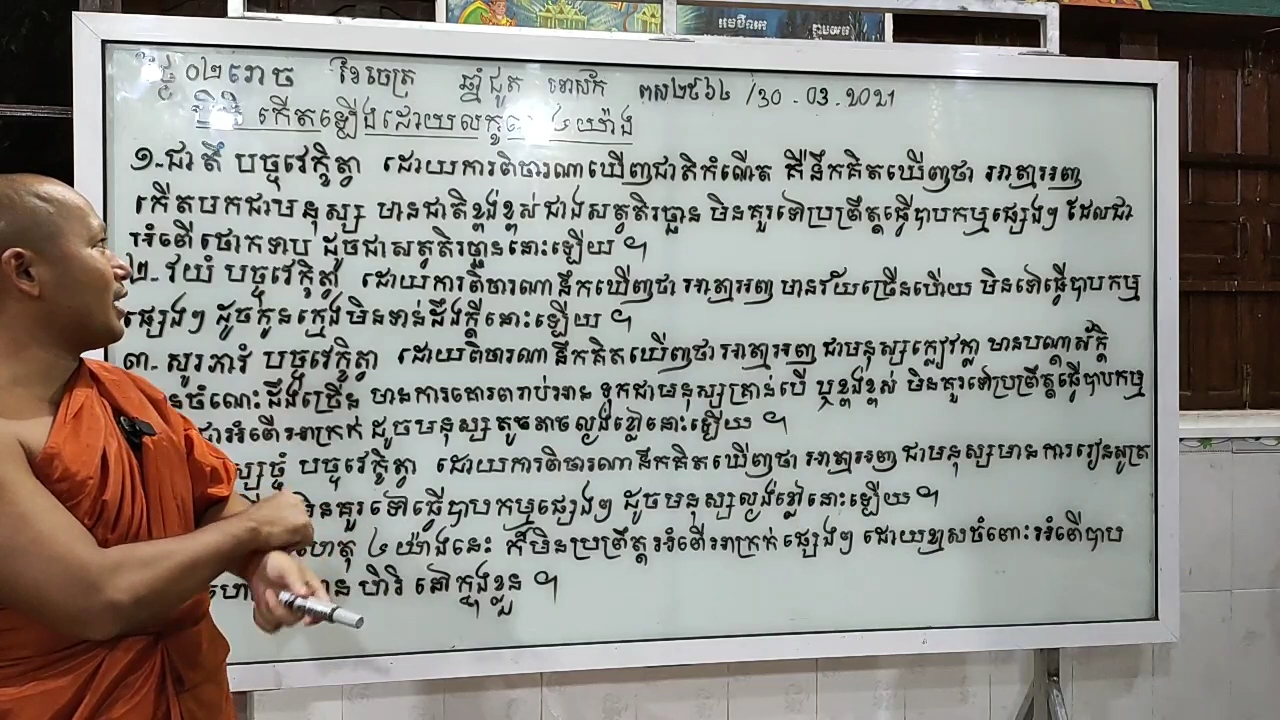 ថ្ងៃ ០២ រោច ខែចេត្រ ឆ្នាំជូត ទោស័ក ពស២៥៦៤ /30.03.2021
ហិរិ កើតឡើងដោយលក្ខណៈ ៤ យ៉ាង
១-ជាតឹ បច្ចវេក្ខិត្វា ដោយការពិចារណាឃើញជាតិកំណើត គឺនឹកគិតឃើញថា អាត្មាអញ
កើតមកជាមនុស្ស មានជាតិខ្ពង់ខ្ពស់ជាងសត្វតិរច្ឆាន មិនគួរទៅប្រព្រឹត្តធ្វើបាបកម្មផ្សេងៗ ដែលជា
អំពើថោកទាប ដូចជាសត្វតិរច្ឆាននោះឡើយ ។
២- វយំ បច្ចវេក្ខិត្វា ដោយការពិចារណានឹកឃើញថា អាត្មាអញ មានវ័យច្រើនហើយ មិនទៅធ្វើបាបកម្ម
ផ្សេងៗ ដូចកូនក្មេងមិនទាន់ដឹងក្តីនោះឡើយ ។
៣- សូរភាវំ បច្ចវេក្ខិត្វា ដោយពិចារណានឹកគិតឃើញថា អាត្មាអញ ជាមនុស្សក្លៀវក្លា មានបណ្តាស័ក្តិ
ចំណេះដឹងច្រើន មានការគោរពរាប់អាន ទុកជាមនុស្សគ្រាន់បើ ឬខ្ពង់ខ្ពស់ មិនគួរទៅប្រព្រឹត្តធ្វើបាបកម្ម
ជាអំពើអាក្រក់ ដូចមនុស្សតូចតាចល្ងង់ខ្លៅនោះឡើយ ។
បច្ចវេក្ខិត្វា ដោយការពិចារណានឹកគិតឃើញថា អាត្មាអញ ជាមនុស្សមានការរៀនសូត្រ
មិនគួរទៅធ្វើបាបកម្មផ្សេងៗ ដូចមនុស្សល្ងង់ខ្លៅនោះឡើយ ។
ហេតុ ៤ យ៉ាងនេះ ក៏មិនប្រព្រឹត្តអំពើអាក្រក់ផ្សេងៗ ដោយខ្មាសចំពោះអំពើបាប
មាន ហិរិ នៅក្នុងខ្លួន ។